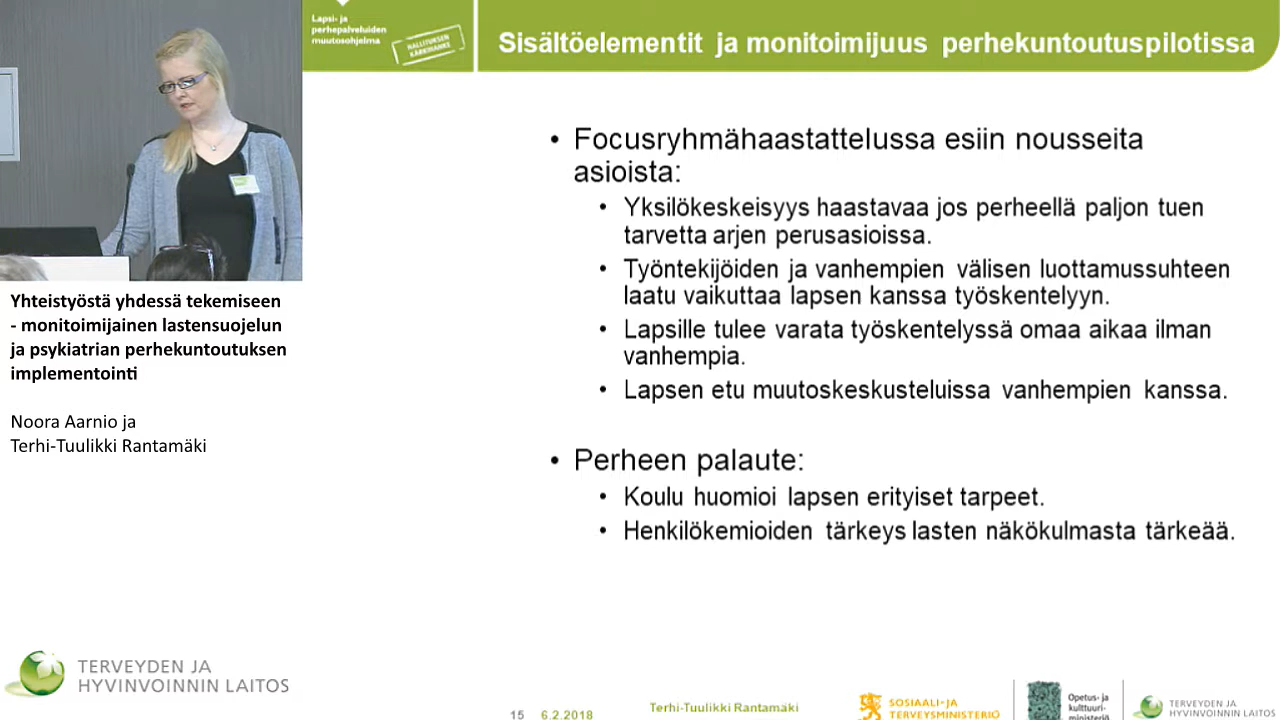 Lapsi- ja
perhepalveluiden
muutosohjelma
HALLITUKSEN
KÄRKIHANKE
Sisältöelementit ja monitoimijuus perhekuntoutuspilotissa
• Focusryhmähaastattelussa esiin nousseita
asioista:
• Yksilökeskeisyys haastavaa jos perheellä paljon tuen
tarvetta arjen perusasioissa.
• Työntekijöiden ja vanhempien välisen luottamussuhteen
laatu vaikuttaa lapsen kanssa työskentelyyn.
• Lapsille tulee varata työskentelyssä omaa aikaa ilman
vanhempia.
• Lapsen etu muutoskeskusteluissa vanhempien kanssa.
• Perheen palaute:
• Koulu huomioi lapsen erityiset tarpeet.
• Henkilökemioiden tärkeys lasten näkökulmasta tärkeää.
Yhteistyöstä yhdessä tekemiseen
- monitoimijainen lastensuojelun
ja psykiatrian perhekuntoutuksen
implementointi
Noora Aarnio ja
Terhi-Tuulikki Rantamäki
TERVEYDEN JA
HYVINVOINNIN LAITOS
15 6.2.2018
Terhi-Tuulikki Rantamäki
SOSIAALI- JA
TERVEYSMINISTERIÖ
Opetus- ja
kulttuuri-
ministeriö
TERVEYDEN JA
HYVINVOINNIN LAITOS